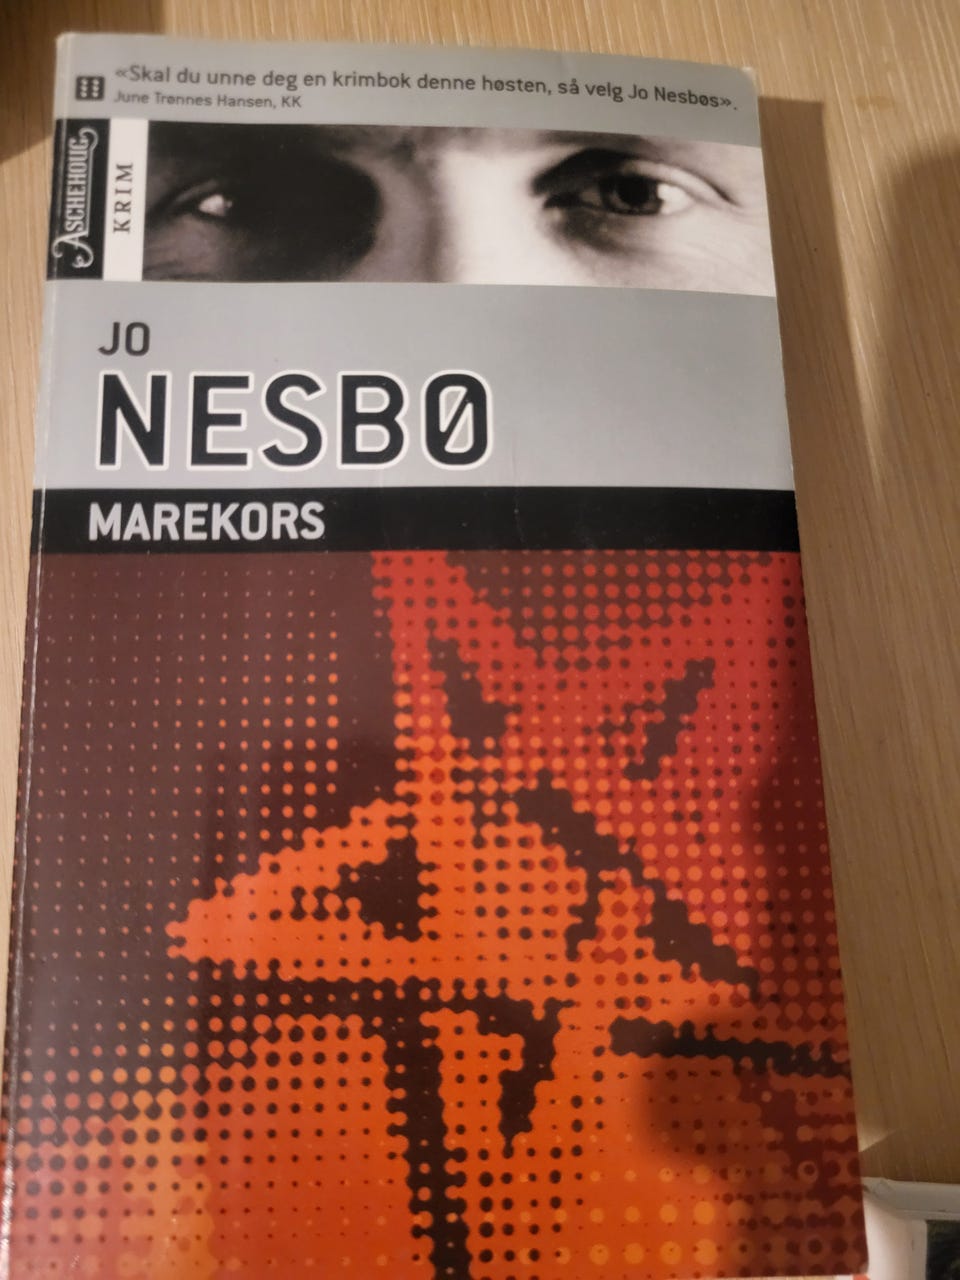 «Skal du unne deg en krimbok denne høsten, så velg Jo Nesbøs».
June Trønnes Hansen, KK
ASCHEHOUG
KRIM
JO
NESBØ
MAREKORS